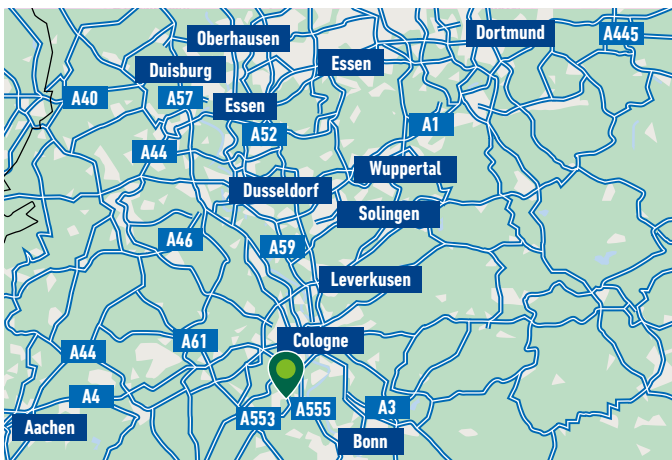 Dortmund
A445
Oberhausen
Essen
Duisburg
A40
A57
Essen
A1
A52
A44
Wuppertal
Dusseldorf
Solingen
A46
A59
Leverkusen
A61
Cologne
A44
A4
A553
A555
A3
Aachen
Bonn